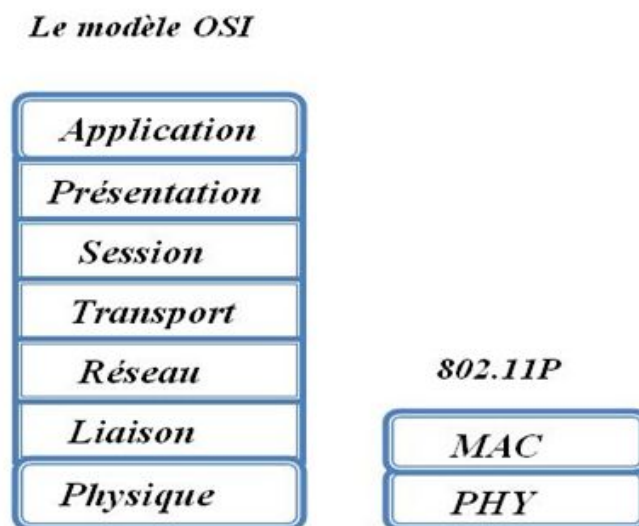 Le modèle OSI
Application
Présentation
Session
Transport
Réseau
Liaison
Physique
802.11P
MAC
PHY